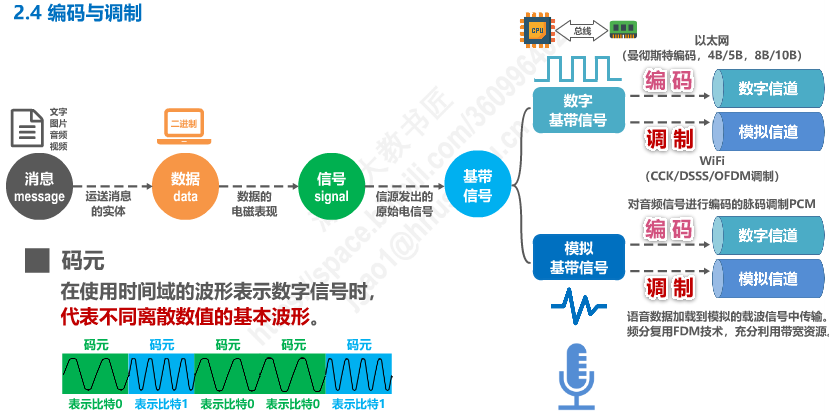 2.4 编码与调制
CPU
总线
以太网
(曼彻斯特编码，4B/5B，8B/10B)
编码
数字信道
数字
基带信号
调制
模拟信道
WiFi
(CCK/DSSS/OFDM调制)
文字
图片
音频
视频
二进制
消息
message
运送消息
的实体
数据
data
数据的
电磁表现
信号
signal
信源发出的
原始电信号
基带
信号
对音频信号进行编码的脉码调制PCM
编码
数字信道
模拟
基带信号
调制
模拟信道
语音数据加载到模拟的载波信号中传输。
频分复用FDM技术，充分利用带宽资源。
码元
在使用时间域的波形表示数字信号时，
代表不同离散数值的基本波形。
码元 码元 码元 码元 码元
表示比特0 表示比特1 表示比特0 表示比特0 表示比特1